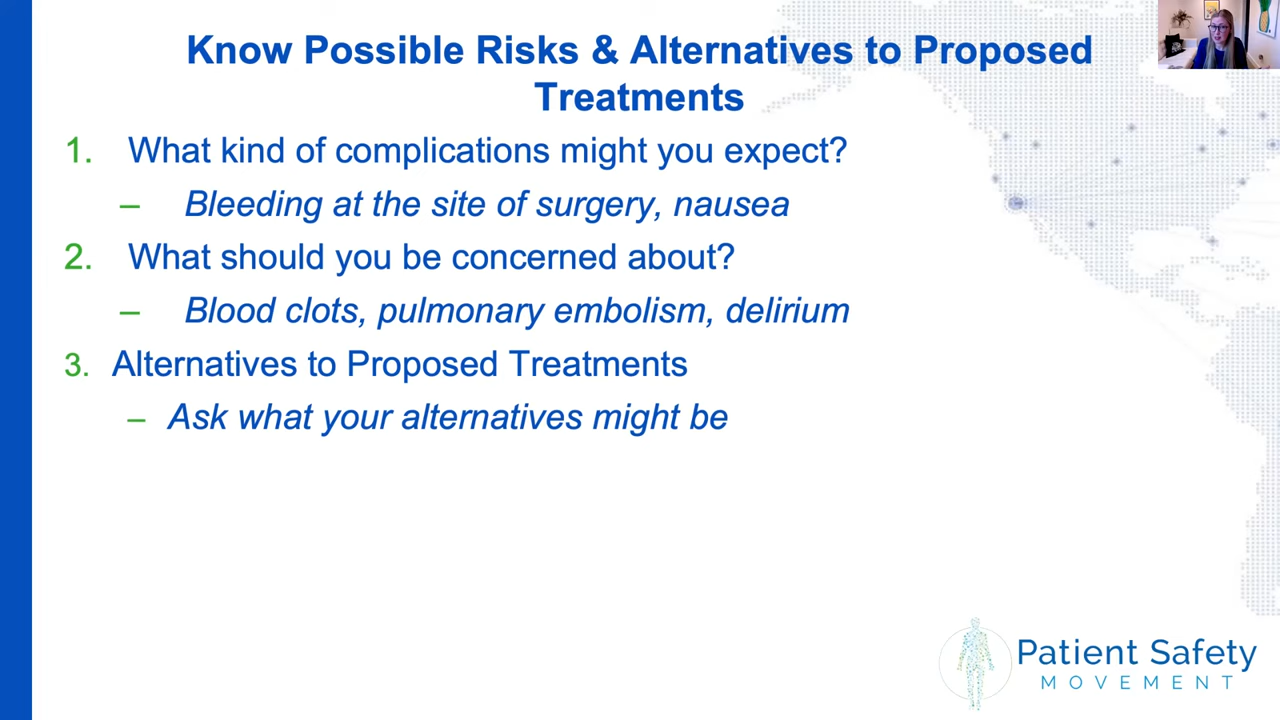 Know Possible Risks & Alternatives to Proposed
Treatments
1. What kind of complications might you expect?
– Bleeding at the site of surgery, nausea
2. What should you be concerned about?
– Blood clots, pulmonary embolism, delirium
3. Alternatives to Proposed Treatments
– Ask what your alternatives might be
Patient Safety
MOVEMENT